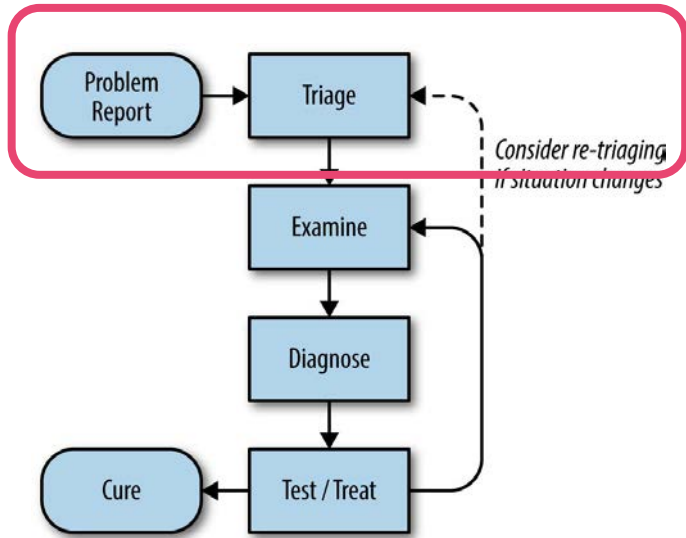 Problem
Report
Triage
Consider re-triaging
if situation changes
Examine
Diagnose
Cure
Test / Treat